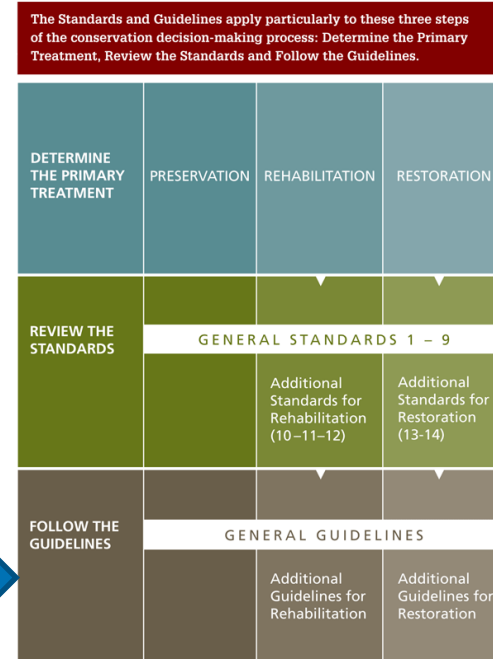 The Standards and Guidelines apply particularly to these three steps
of the conservation decision-making process: Determine the Primary
Treatment, Review the Standards and Follow the Guidelines.
DETERMINE
THE PRIMARY
TREATMENT
PRESERVATION
REHABILITATION
RESTORATION
REVIEW THE
STANDARDS
GENERAL STANDARDS 1 – 9
Additional
Standards for
Rehabilitation
(10–11–12)
Additional
Standards for
Restoration
(13-14)
FOLLOW THE
GUIDELINES
GENERAL GUIDELINES
Additional
Guidelines for
Rehabilitation
Additional
Guidelines for
Restoration